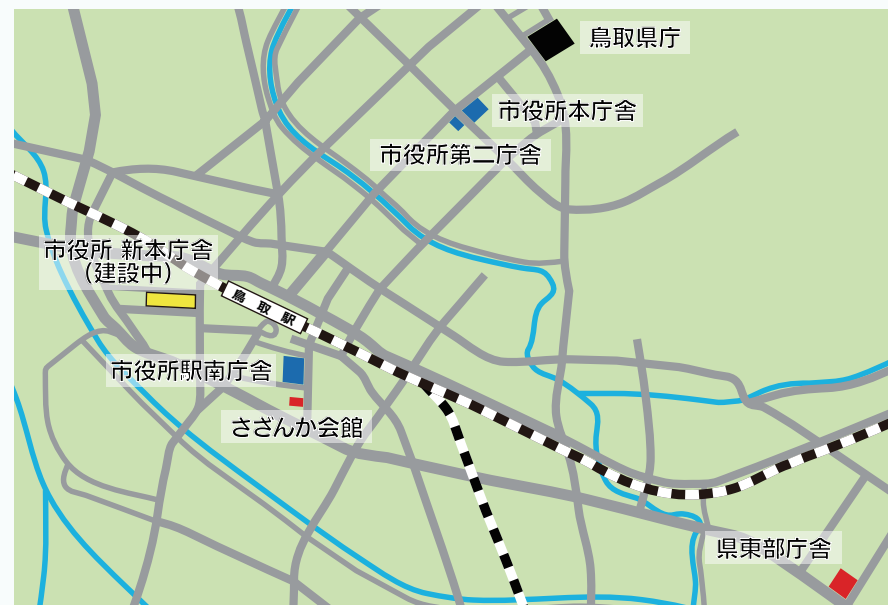 鳥取県庁
市役所本庁舎
市役所第二庁舎
市役所 新本庁舎
（建設中）
鳥取駅
市役所駅南庁舎
さざんか会館
県東部庁舎